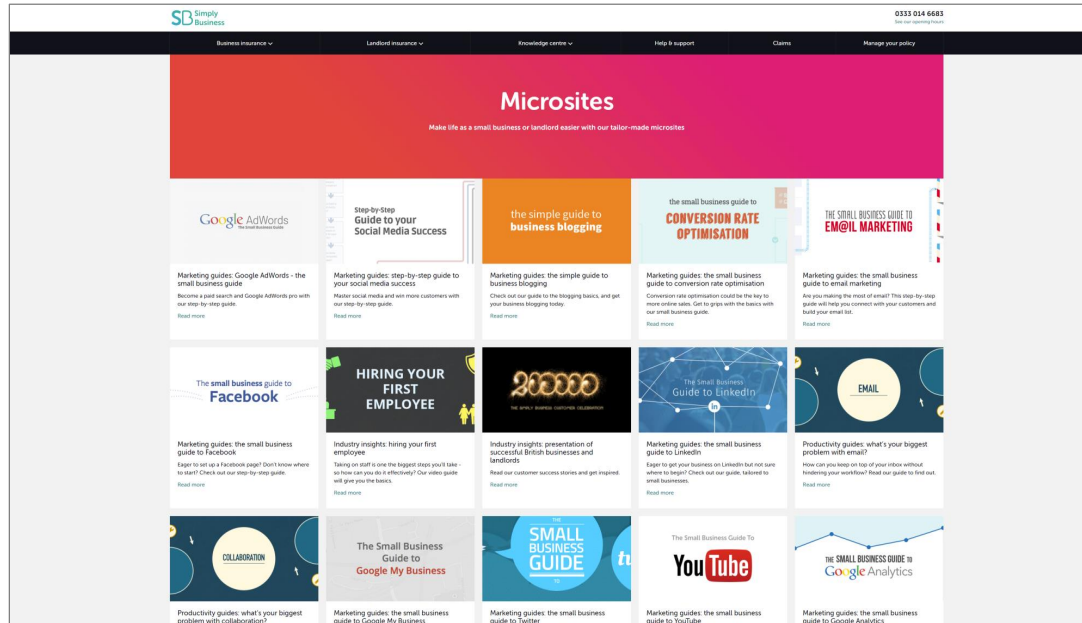 SB Simply Business
0333 014 6683
See our opening hours
Business insurance
Landlord insurance
Knowledge centre
Help & support
Claims
Manage your policy
Microsites
Make life as a small business or landlord easier with our tailor-made microsites
Google AdWords
The Small Business Guide
Step-by-Step
Guide to your
Social Media Success
the simple guide to
business blogging
the small business guide to
CONVERSION RATE
OPTIMISATION
THE SMALL BUSINESS GUIDE TO
EM@IL MARKETING
Marketing guides: Google AdWords - the
small business guide
Become a paid search and Google AdWords pro with
our step-by-step guide.
Read more
Marketing guides: step-by-step guide to
your social media success
Master social media and win more customers with
our step-by-step guide.
Read more
Marketing guides: the simple guide to
business blogging
Check out our guide to the blogging basics, and get
your business blogging today.
Read more
Marketing guides: the small business
guide to conversion rate optimisation
Conversion rate optimisation could be the key to
more online sales. Get to grips with the basics with
our small business guide.
Read more
Marketing guides: the small business
guide to email marketing
Are you making the most of email? This step-by-step
guide will help you connect with your customers and
build your email list.
Read more
The small business guide to
Facebook
HIRING YOUR
FIRST
EMPLOYEE
200000
THE SIMPLY BUSINESS CUSTOMER CELEBRATION
The Small Business
Guide to LinkedIn
in
EMAIL
Marketing guides: the small business
guide to Facebook
Eager to set up a Facebook page? Don't know where
to start? Check out our step-by-step guide.
Read more
Industry insights: hiring your first
employee
Taking on staff is one the biggest steps you'll take -
so how can you do it effectively? Our video guide
will give you the basics.
Read more
Industry insights: presentation of
successful British businesses and
landlords
Read our customer success stories and get inspired.
Read more
Marketing guides: the small business
guide to LinkedIn
Eager to get your business on LinkedIn but not sure
where to begin? Check out our guide, tailored to
small businesses.
Read more
Productivity guides: what's your biggest
problem with email?
How can you keep on top of your inbox without
hindering your workflow? Read our guide to find out.
Read more
COLLABORATION
The Small Business
Guide to
Google My Business
THE
SMALL
BUSINESS
GUIDE
TO
tu
The Small Business Guide To
YouTube
THE SMALL BUSINESS GUIDE TO
Google Analytics
Productivity guides: what's your biggest
problem with collaboration?
Marketing guides: the small business
guide to Google My Business
Marketing guides: the small business
guide to Twitter
Marketing guides: the small business
guide to YouTube
Marketing guides: the small business
guide to Google Analytics